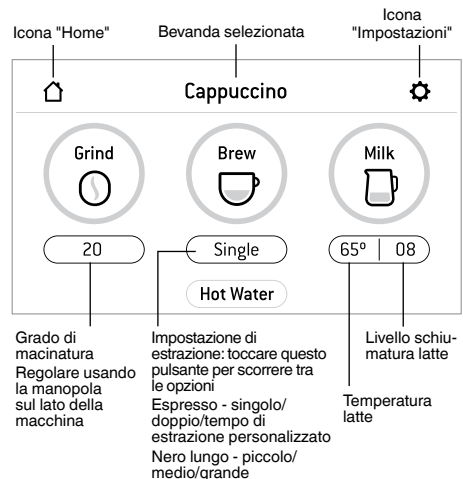 Icona "Home"
Bevanda selezionata
Icona
"Impostazioni"
Cappuccino
Grind
Brew
Milk
20
Single
65° | 08
Hot Water
Grado di
macinatura
Regolare usando
la manopola
sul lato della
macchina
Impostazione di
estrazione: toccare questo
pulsante per scorrere tra
le opzioni
Espresso - singolo/
doppio/tempo di
estrazione personalizzato
Nero lungo - piccolo/
medio/grande
Temperatura
latte
Livello schiu-
matura latte